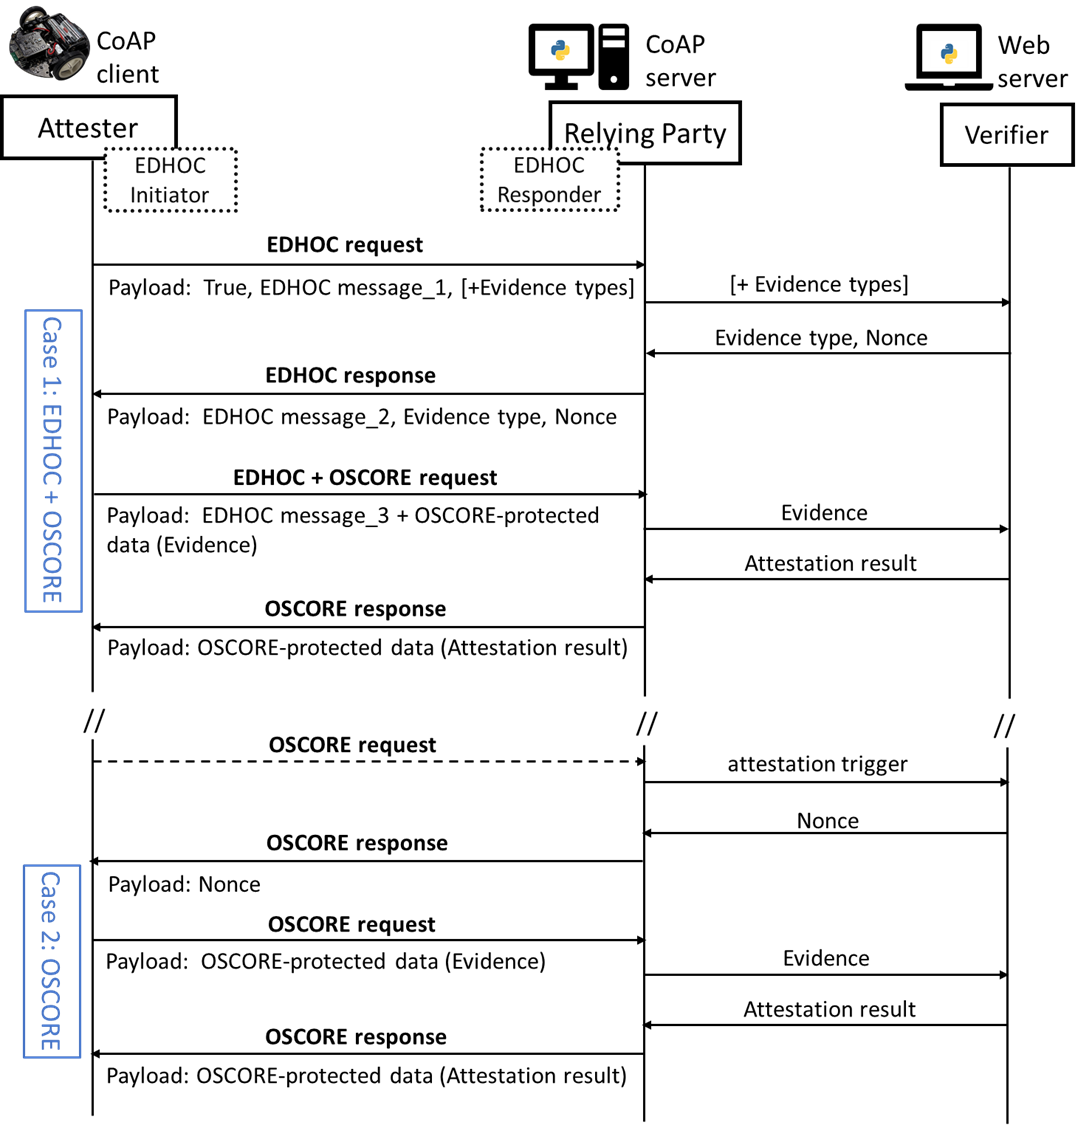 CoAP
client
CoAP
server
Web
server
Attester
Relying Party
Verifier
EDHOC
Initiator
EDHOC
Responder
EDHOC request
Payload: True, EDHOC message_1, [+Evidence types]
[+ Evidence types]
Evidence type, Nonce
EDHOC response
Payload: EDHOC message_2, Evidence type, Nonce
EDHOC + OSCORE request
Payload: EDHOC message_3 + OSCORE-protected
data (Evidence)
Evidence
Attestation result
OSCORE response
Payload: OSCORE-protected data (Attestation result)
Case 1: EDHOC + OSCORE
//
//
//
OSCORE request
attestation trigger
Nonce
OSCORE response
Payload: Nonce
OSCORE request
Payload: OSCORE-protected data (Evidence)
Evidence
Attestation result
OSCORE response
Payload: OSCORE-protected data (Attestation result)
Case 2: OSCORE